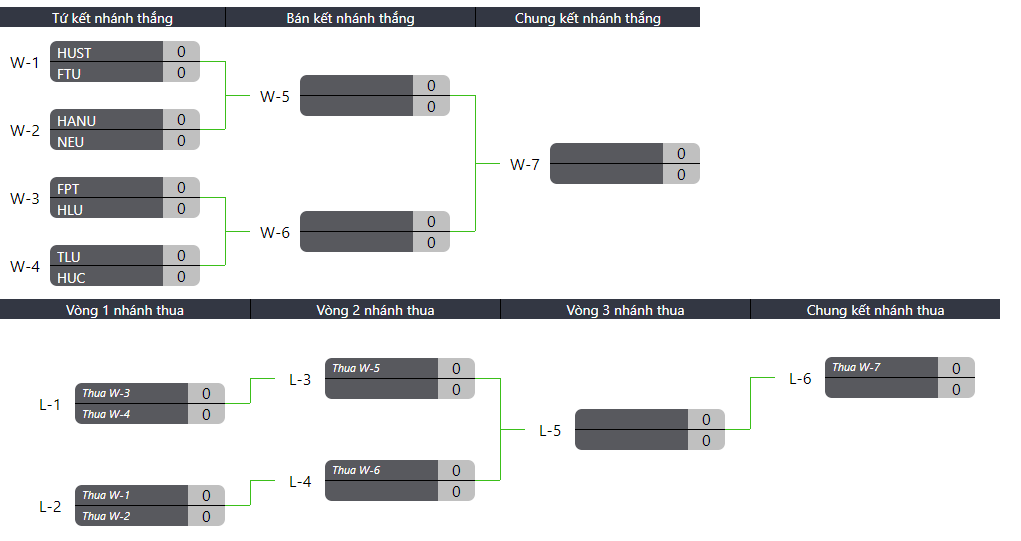 Tứ kết nhánh thắng
Bán kết nhánh thắng
Chung kết nhánh thắng
W-1
HUST 0
FTU 0
W-2
HANU 0
NEU 0
W-3
FPT 0
HLU 0
W-4
TLU 0
HUC 0
W-5
0
0
W-6
0
0
W-7
0
0
Vòng 1 nhánh thua
Vòng 2 nhánh thua
Vòng 3 nhánh thua
Chung kết nhánh thua
L-1
Thua W-3 0
Thua W-4 0
L-2
Thua W-1 0
Thua W-2 0
L-3
Thua W-5 0
0
L-4
Thua W-6 0
0
L-5
0
0
L-6
Thua W-7 0
0